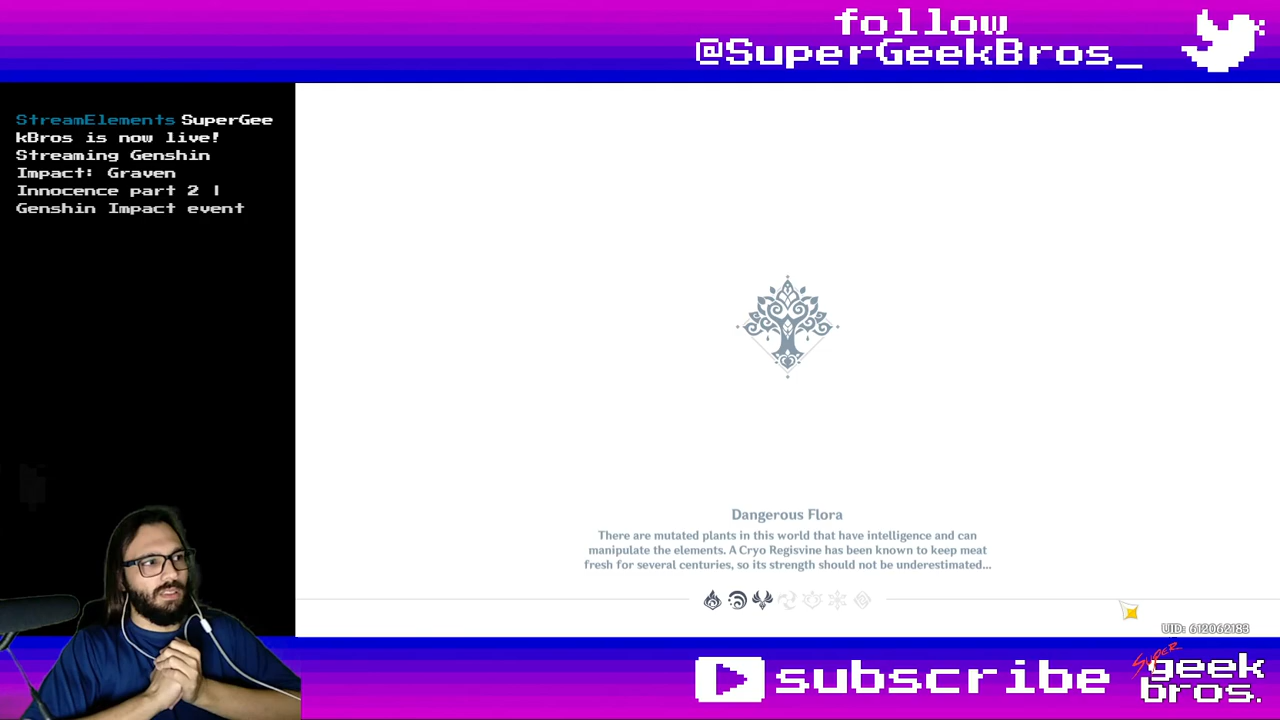 follow
@SuperGeekBros_
StreamElements SuperGee
kBros is now live!
Streaming Genshin
Impact: Graven
Innocence part 2 |
Genshin Impact event
Dangerous Flora
There are mutated plants in this world that have intelligence and can
manipulate the elements. A Cryo Regisvine has been known to keep meat
fresh for several centuries, so its strength should not be underestimated...
UID: 612062183
subscribe
SUPER
geek
bros.